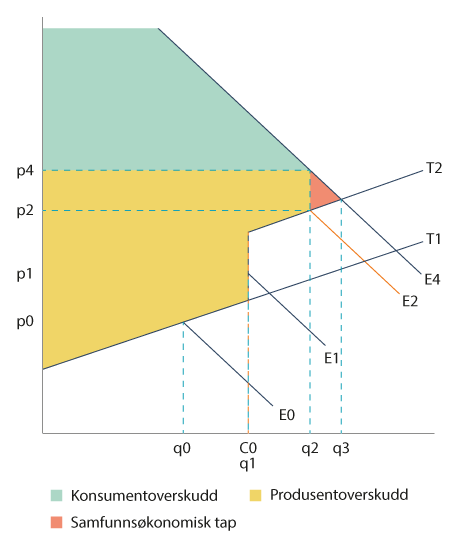 p4
p2
p1
p0
T2
T1
E4
E2
E1
E0
q0
C0
q1
q2
q3
Konsumentoverskudd
Produsentoverskudd
Samfunnsøkonomisk tap